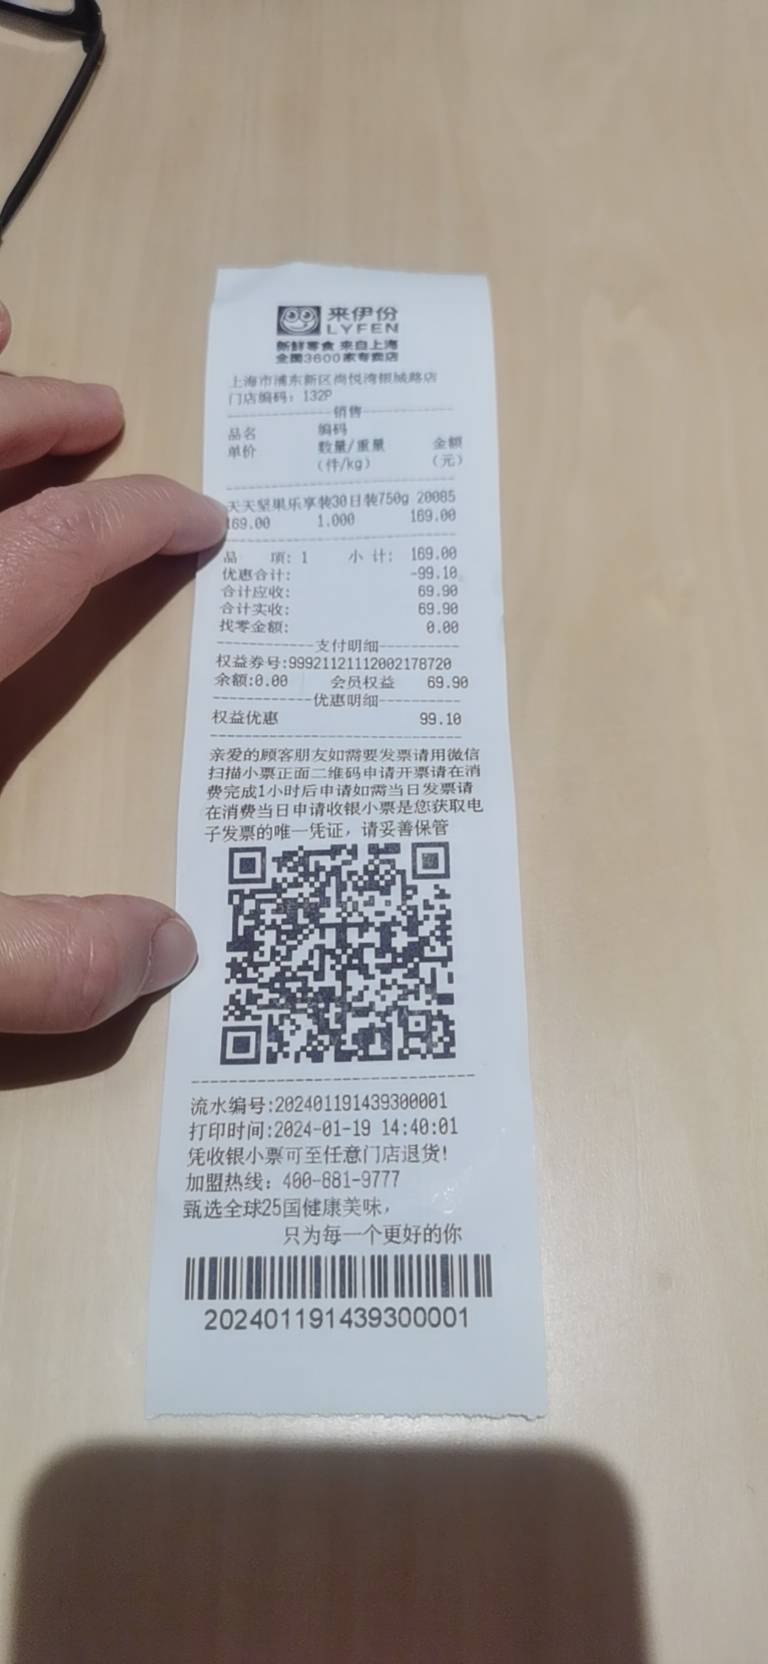 来伊份
LYFEN
新鲜零食 来自上海
全国3600家专卖店
上海市浦东新区尚悦湾银城路店
门店编码：132P
销售
品名 编码
单价 数量/重量 金额
(件/kg) (元)
天天坚果乐享装30日装750g 20085
169.00 1.000 169.00
品 项: 1 小 计: 169.00
优惠合计: -99.10
合计应收: 69.90
合计实收: 69.90
找零金额: 0.00
支付明细
权益券号:99921121112002178720
余额:0.00 会员权益 69.90
优惠明细
权益优惠 99.10
亲爱的顾客朋友如需要发票请用微信
扫描小票正面二维码申请开票请在消
费完成1小时后申请如需当日发票请
在消费当日申请收银小票是您获取电
子发票的唯一凭证，请妥善保管
流水编号:202401191439300001
打印时间:2024-01-19 14:40:01
凭收银小票可至任意门店退货!
加盟热线：400-881-9777
甄选全球25国健康美味，
只为每一个更好的你
202401191439300001